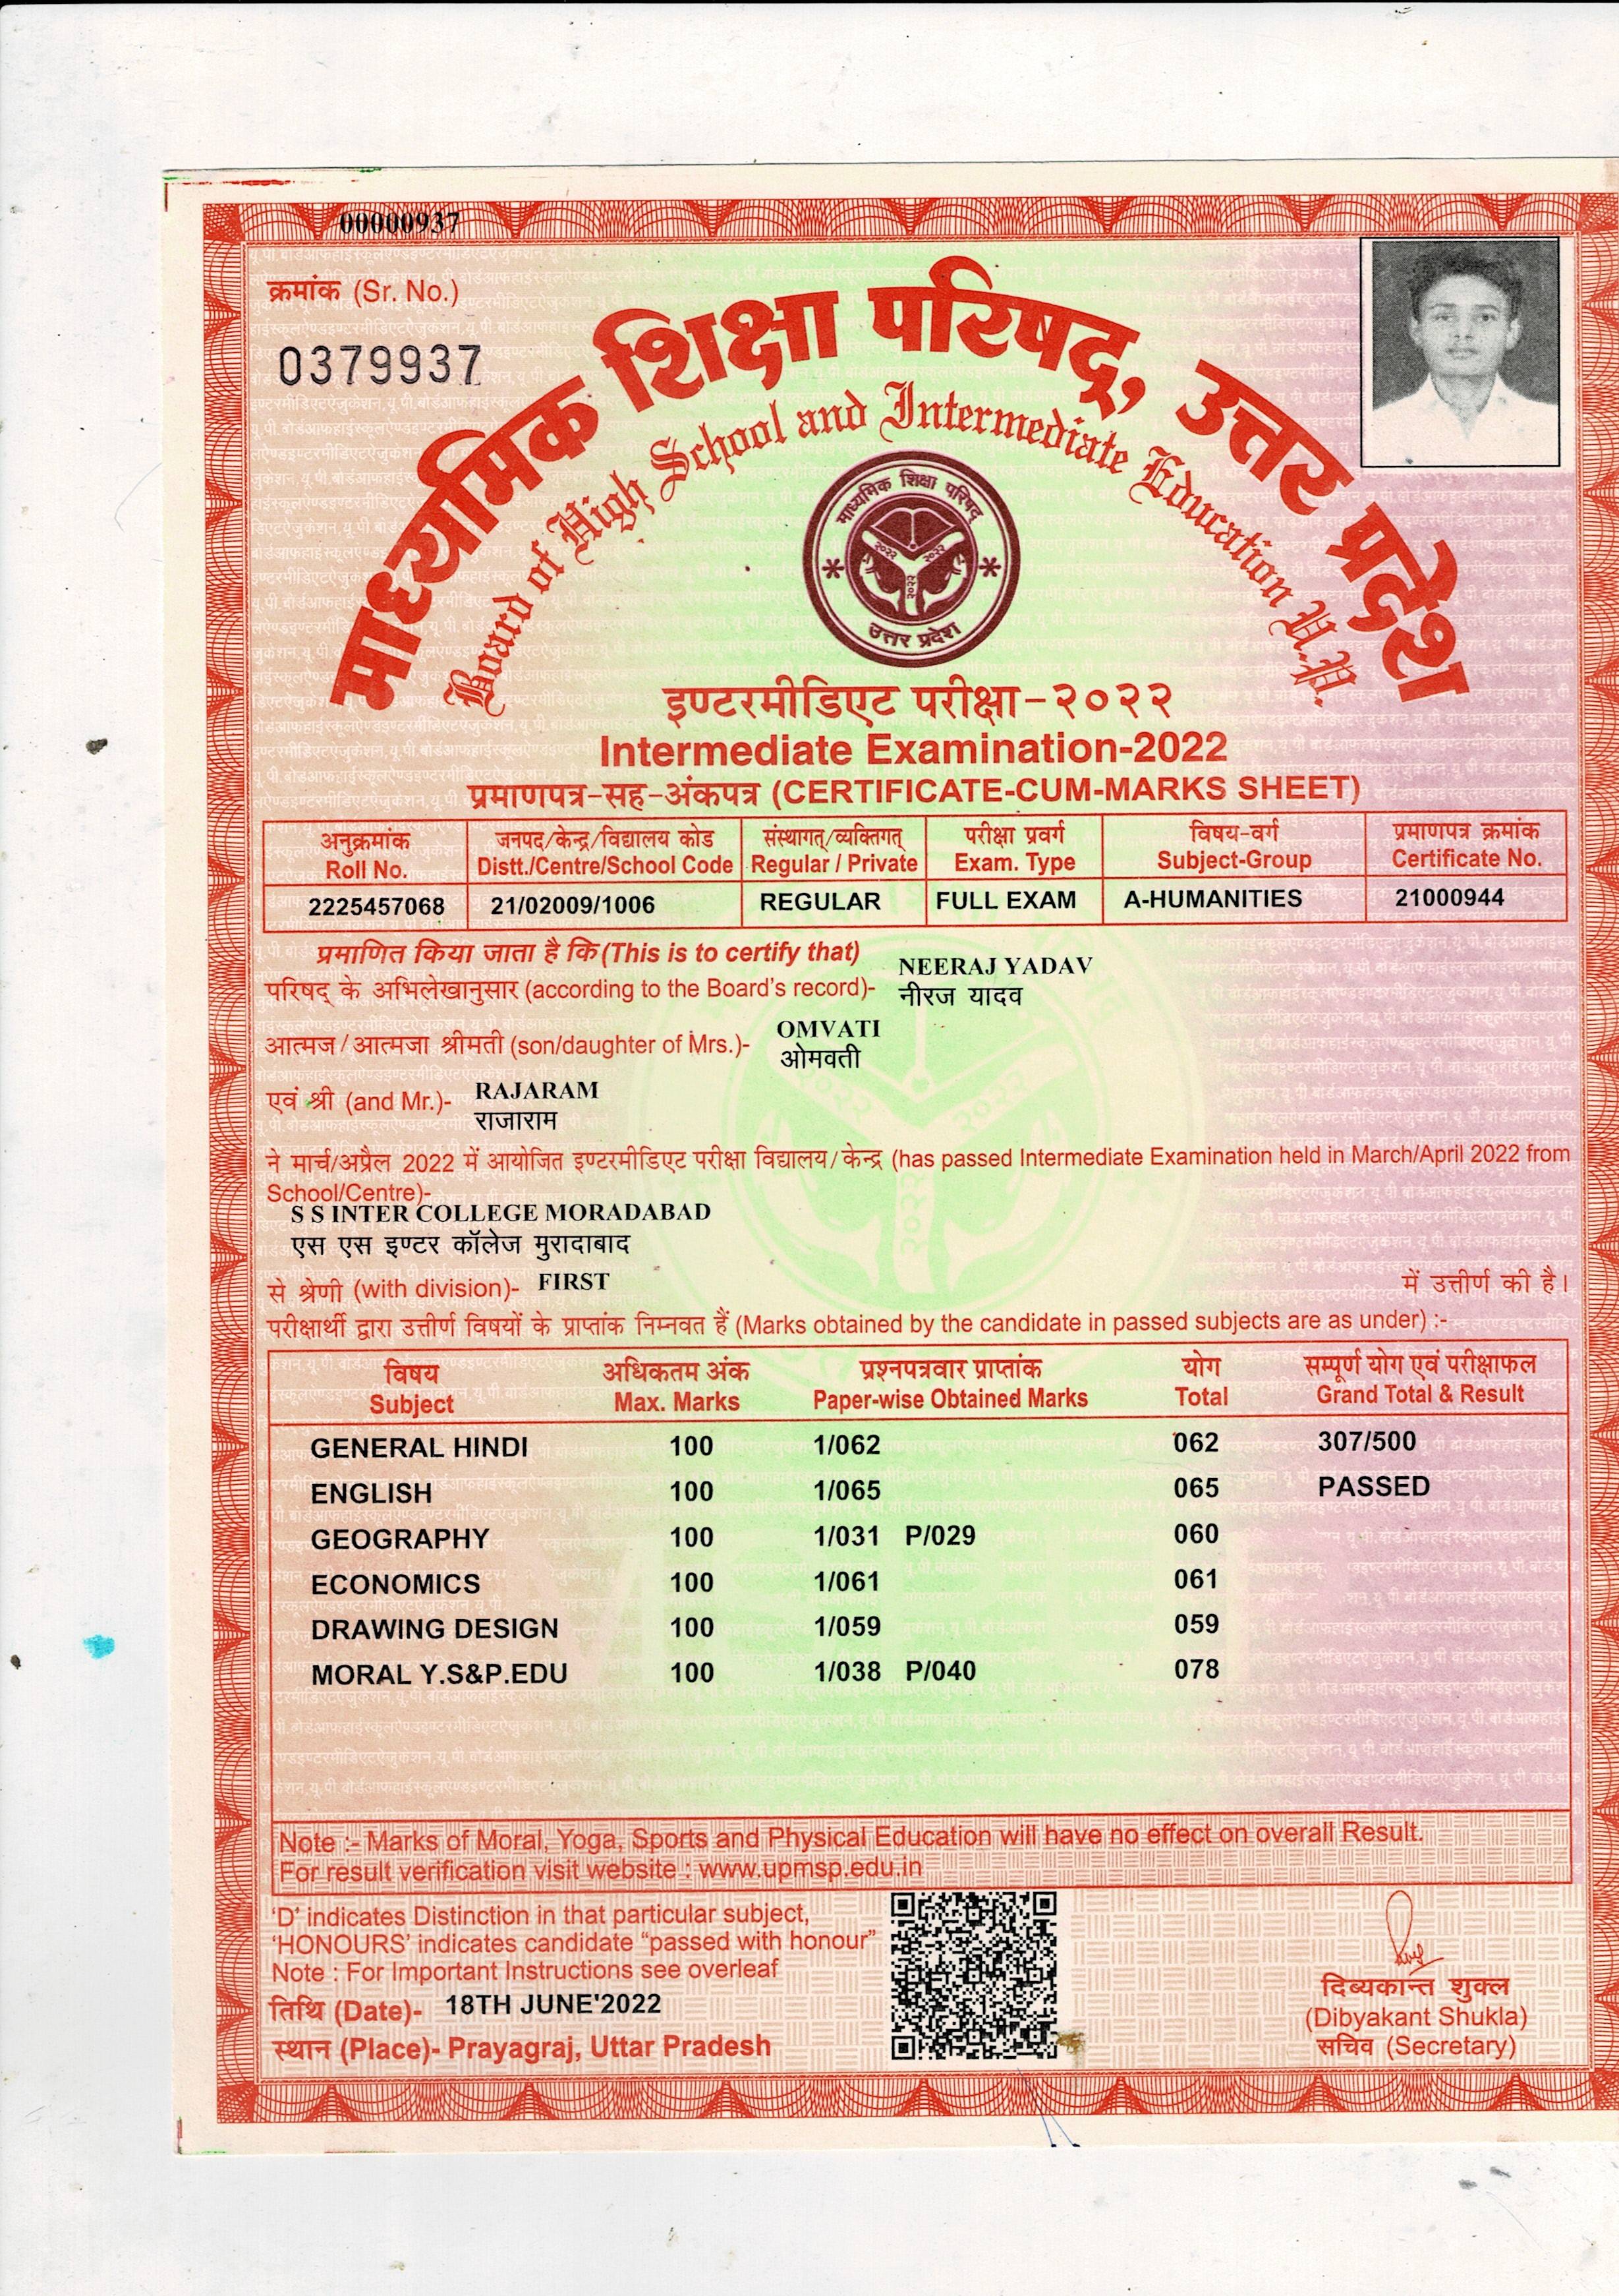 00000937
क्रमांक (Sr. No.)
0379937
माध्यमिक शिक्षा परिषद्, उत्तर प्रदेश
Board of High School and Intermediate Education U.P.
माध्यमिक शिक्षा परिषद्
२०२२ २०२२
२०२२
उत्तर प्रदेश
इण्टरमीडिएट परीक्षा-२०२२
Intermediate Examination-2022
प्रमाणपत्र-सह-अंकपत्र (CERTIFICATE-CUM-MARKS SHEET)
अनुक्रमांक जनपद/केन्द्र/विद्यालय कोड संस्थागत्/व्यक्तिगत् परीक्षा प्रवर्ग विषय-वर्ग प्रमाणपत्र क्रमांक
Roll No. Distt./Centre/School Code Regular / Private Exam. Type Subject-Group Certificate No.
2225457068 21/02009/1006 REGULAR FULL EXAM A-HUMANITIES 21000944
प्रमाणित किया जाता है कि (This is to certify that)
NEERAJ YADAV
परिषद् के अभिलेखानुसार (according to the Board's record)- नीरज यादव
OMVATI
आत्मज / आत्मजा श्रीमती (son/daughter of Mrs.)- ओमवती
RAJARAM
एवं श्री (and Mr.)- राजाराम
ने मार्च/अप्रैल 2022 में आयोजित इण्टरमीडिएट परीक्षा विद्यालय/केन्द्र (has passed Intermediate Examination held in March/April 2022 from
School/Centre)-
S S INTER COLLEGE MORADABAD
एस एस इण्टर कॉलेज मुरादाबाद
से श्रेणी (with division)- FIRST में उत्तीर्ण की है।
परीक्षार्थी द्वारा उत्तीर्ण विषयों के प्राप्तांक निम्नवत हैं (Marks obtained by the candidate in passed subjects are as under) :-
विषय अधिकतम अंक प्रश्नपत्रवार प्राप्तांक योग सम्पूर्ण योग एवं परीक्षाफल
Subject Max. Marks Paper-wise Obtained Marks Total Grand Total & Result
GENERAL HINDI 100 1/062 062 307/500
ENGLISH 100 1/065 065 PASSED
GEOGRAPHY 100 1/031 P/029 060
ECONOMICS 100 1/061 061
DRAWING DESIGN 100 1/059 059
MORAL Y.S&P.EDU 100 1/038 P/040 078
Note :- Marks of Moral, Yoga, Sports and Physical Education will have no effect on overall Result.
For result verification visit website : www.upmsp.edu.in
'D' indicates Distinction in that particular subject,
'HONOURS' indicates candidate "passed with honour"
Note : For Important Instructions see overleaf
तिथि (Date)- 18TH JUNE'2022
स्थान (Place)- Prayagraj, Uttar Pradesh
दिब्यकान्त शुक्ल
(Dibyakant Shukla)
सचिव (Secretary)